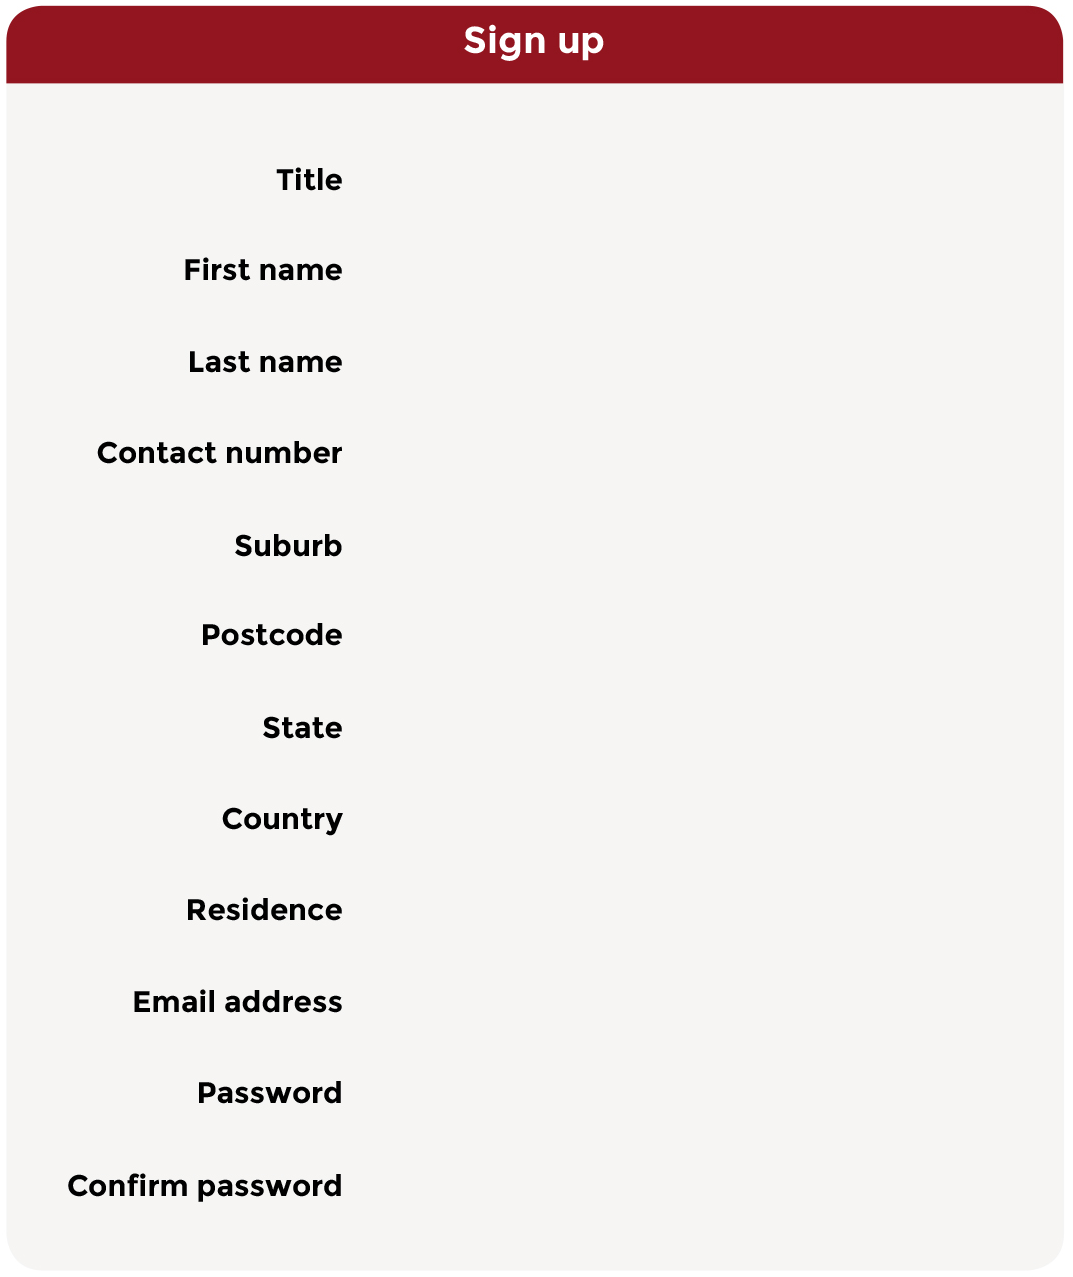 Sign up
Title
First name
Last name
Contact number
Suburb
Postcode
State
Country
Residence
Email address
Password
Confirm password